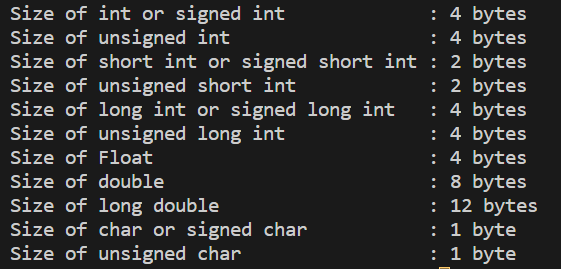 Size of int or signed int : 4 bytes
Size of unsigned int : 4 bytes
Size of short int or signed short int : 2 bytes
Size of unsigned short int : 2 bytes
Size of long int or signed long int : 4 bytes
Size of unsigned long int : 4 bytes
Size of Float : 4 bytes
Size of double : 8 bytes
Size of long double : 12 bytes
Size of char or signed char : 1 byte
Size of unsigned char : 1 byte